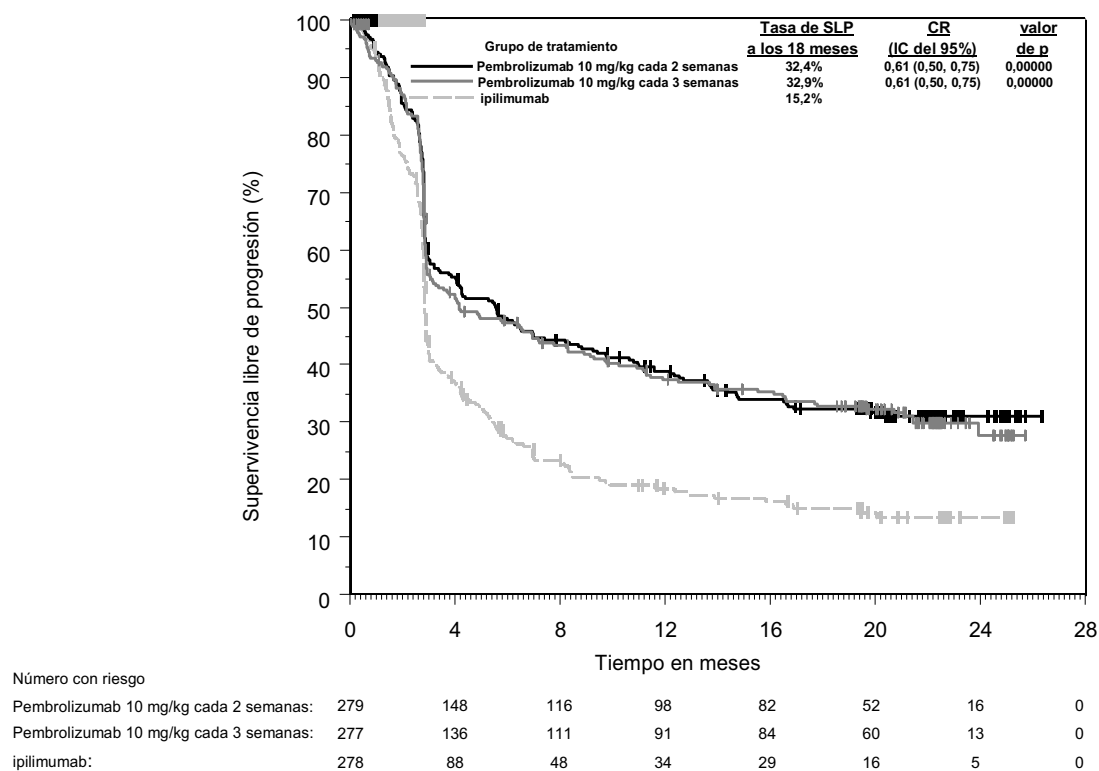 Tasa de SLP CR valor
Grupo de tratamiento a los 18 meses (IC del 95%) de p
Pembrolizumab 10 mg/kg cada 2 semanas 32,4% 0,61 (0,50, 0,75) 0,00000
Pembrolizumab 10 mg/kg cada 3 semanas 32,9% 0,61 (0,50, 0,75) 0,00000
ipilimumab 15,2%
Supervivencia libre de progresión (%)
100
90
80
70
60
50
40
30
20
10
0
0 4 8 12 16 20 24 28
Tiempo en meses
Número con riesgo
Pembrolizumab 10 mg/kg cada 2 semanas: 279 148 116 98 82 52 16 0
Pembrolizumab 10 mg/kg cada 3 semanas: 277 136 111 91 84 60 13 0
ipilimumab: 278 88 48 34 29 16 5 0